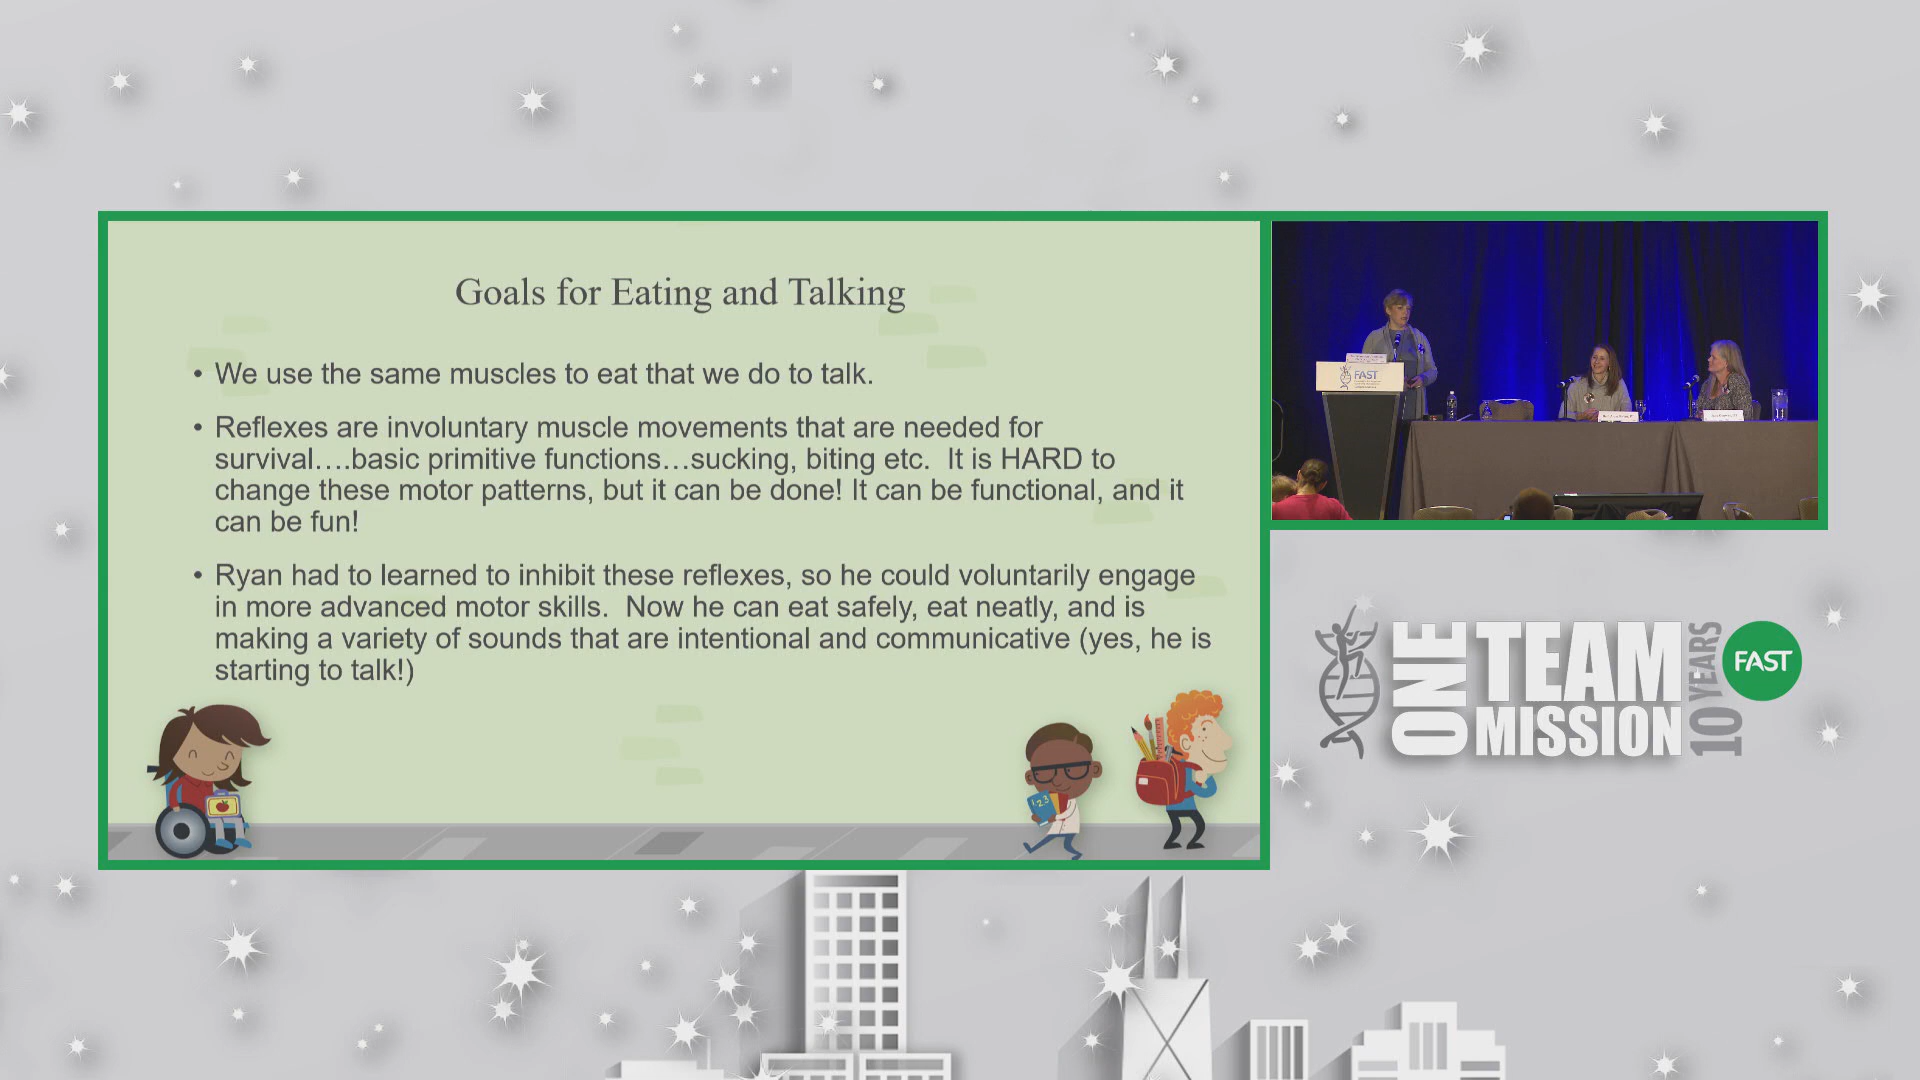 Goals for Eating and Talking
• We use the same muscles to eat that we do to talk.
• Reflexes are involuntary muscle movements that are needed for
survival….basic primitive functions…sucking, biting etc.  It is HARD to
change these motor patterns, but it can be done! It can be functional, and it
can be fun!
• Ryan had to learned to inhibit these reflexes, so he could voluntarily engage
in more advanced motor skills.  Now he can eat safely, eat neatly, and is
making a variety of sounds that are intentional and communicative (yes, he is
starting to talk!)
123
FAST
ONE
TEAM
MISSION
10 YEARS
FAST